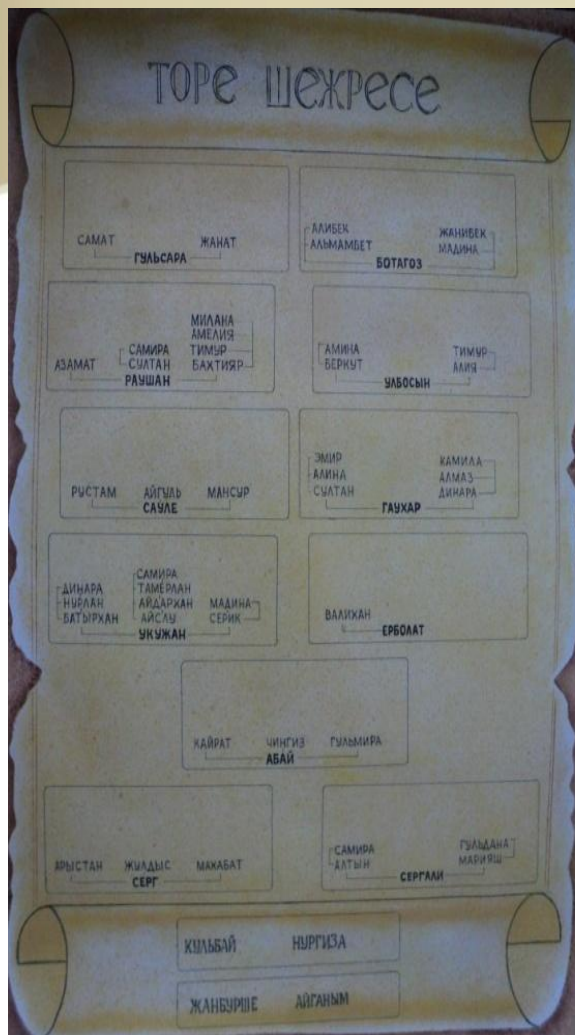 ТОРЕ ШЕЖРЕСЕ
САМАТ ЖАНАТ
ГУЛЬСАРА
АЛИБЕК ЖАНИБЕК
АЛЬМАМБЕТ МАДИНА
БОТАГОЗ
МИЛАНА
АМЕЛИЯ
САМИРА ТИМУР
АЗАМАТ СУЛТАН БАХТИЯР
РАУШАН
АМИНА ТИМУР
БЕРКУТ АЛИЯ
УЛБОСЫН
РУСТАМ АЙГУЛЬ МАНСУР
САУЛЕ
ЭМИР КАМИЛА
АЛИНА АЛМАЗ
СУЛТАН ДИНАРА
ГАУХАР
САМИРА
ДИНАРА ТАМЕРЛАН
НУРЛАН АЙДАРХАН МАДИНА
БАТЫРХАН АЙСЛУ СЕРИК
УКУЖАН
ВАЛИХАН
ЕРБОЛАТ
КАЙРАТ ЧИНГИЗ ГУЛЬМИРА
АБАЙ
АРЫСТАН ЖУЛДЫС МАХАБАТ
СЕРГ
САМИРА ГУЛЬДАНА
АЛТЫН МАРИЯШ
СЕРГАЛИ
КУЛЬБАЙ НУРГИЗА
ЖАНБУРШЕ АЙГАНЫМ